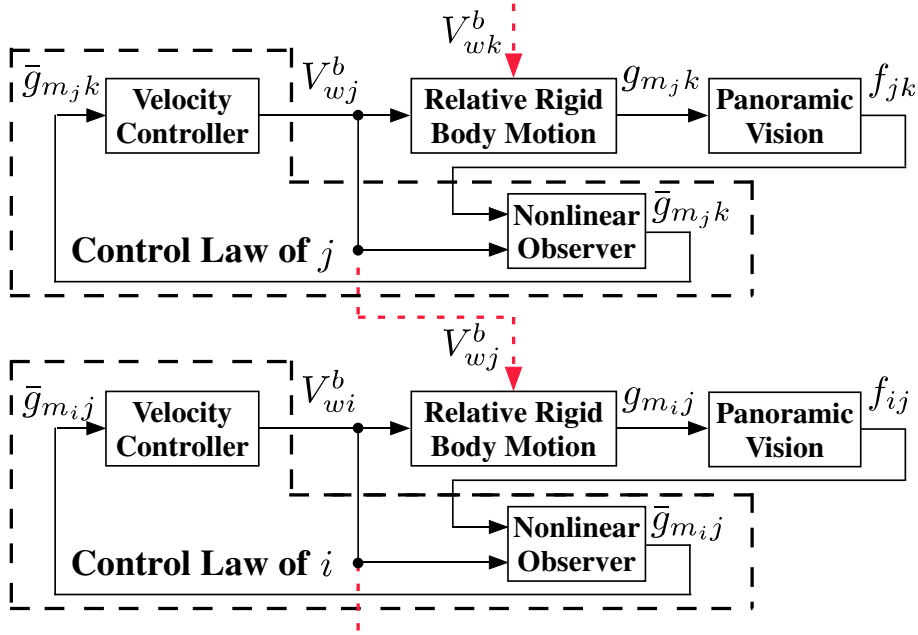 V^b_{wk}
\bar{g}_{m_j k}
Velocity
Controller
V^b_{wj}
Relative Rigid
Body Motion
g_{m_j k}
Panoramic
Vision
f_{jk}
Nonlinear
Observer
\bar{g}_{m_j k}
Control Law of j
V^b_{wj}
\bar{g}_{m_i j}
Velocity
Controller
V^b_{wi}
Relative Rigid
Body Motion
g_{m_i j}
Panoramic
Vision
f_{ij}
Nonlinear
Observer
\bar{g}_{m_i j}
Control Law of i